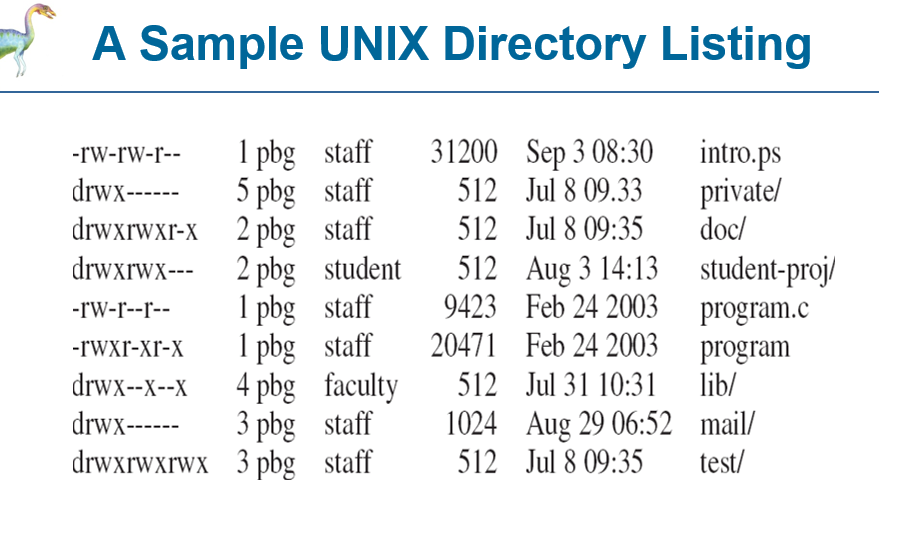 A Sample UNIX Directory Listing
-rw-rw-r-- 1 pbg staff 31200 Sep 3 08:30 intro.ps
drwx------ 5 pbg staff 512 Jul 8 09.33 private/
drwxrwxr-x 2 pbg staff 512 Jul 8 09:35 doc/
drwxrwx--- 2 pbg student 512 Aug 3 14:13 student-proj/
-rw-r--r-- 1 pbg staff 9423 Feb 24 2003 program.c
-rwxr-xr-x 1 pbg staff 20471 Feb 24 2003 program
drwx--x--x 4 pbg faculty 512 Jul 31 10:31 lib/
drwx------ 3 pbg staff 1024 Aug 29 06:52 mail/
drwxrwxrwx 3 pbg staff 512 Jul 8 09:35 test/